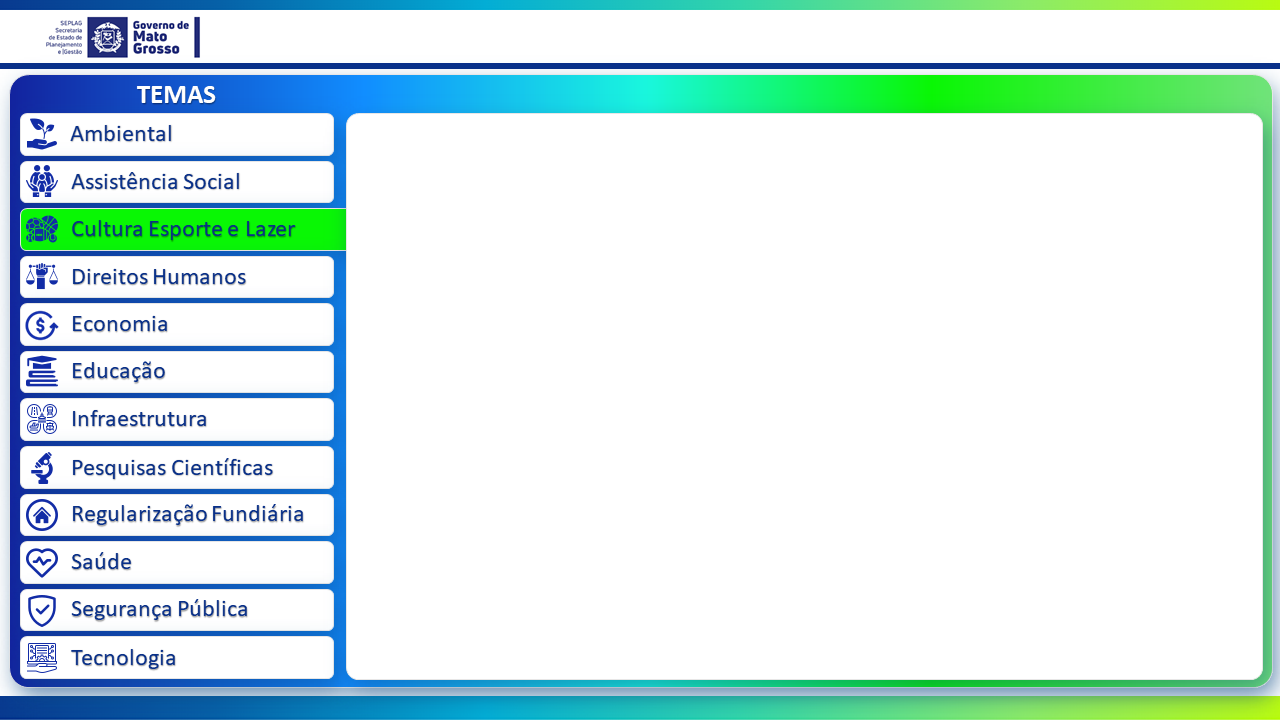 SEPLAG
Secretaria
de Estado de
Planejamento
e |Gestão
Governo de
Mato
Grosso
TEMAS
Ambiental
Assistência Social
Cultura Esporte e Lazer
Direitos Humanos
Economia
Educação
Infraestrutura
Pesquisas Científicas
Regularização Fundiária
Saúde
Segurança Pública
Tecnologia